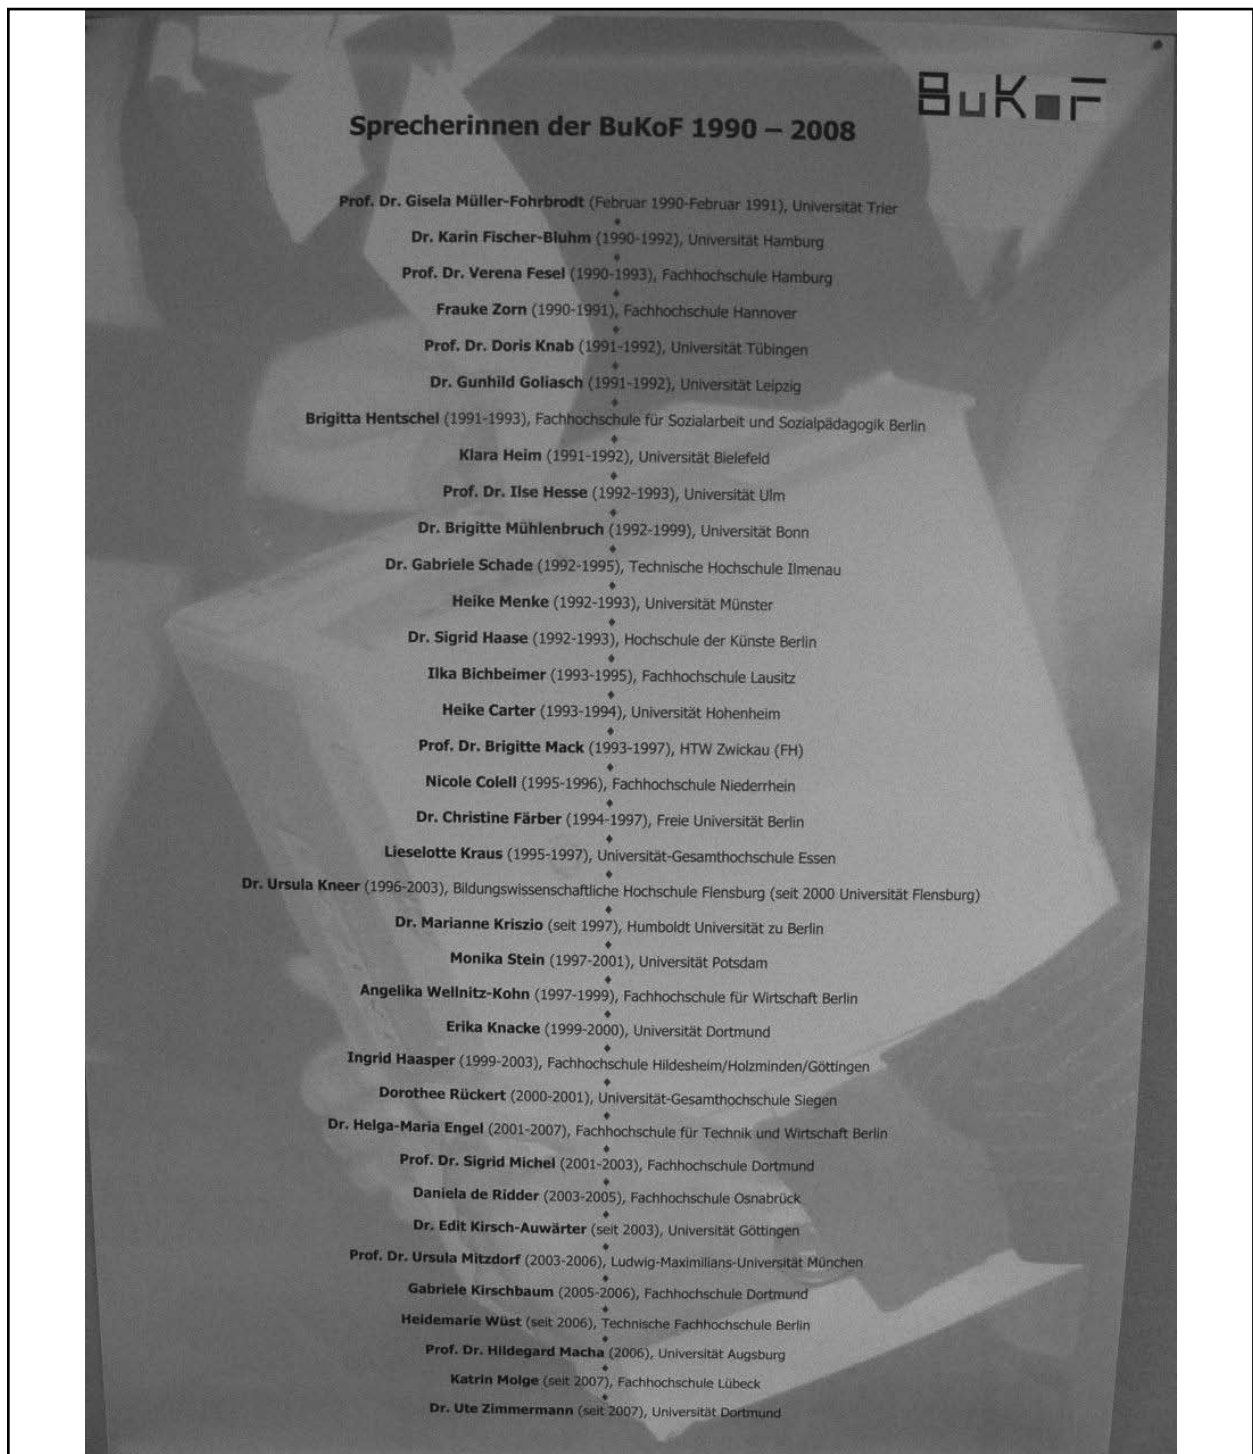 BuKoF
Sprecherinnen der BuKoF 1990 – 2008
Prof. Dr. Gisela Müller-Fohrbrodt (Februar 1990-Februar 1991), Universität Trier
Dr. Karin Fischer-Bluhm (1990-1992), Universität Hamburg
Prof. Dr. Verena Fesel (1990-1993), Fachhochschule Hamburg
Frauke Zorn (1990-1991), Fachhochschule Hannover
Prof. Dr. Doris Knab (1991-1992), Universität Tübingen
Dr. Gunhild Goliasch (1991-1992), Universität Leipzig
Brigitta Hentschel (1991-1993), Fachhochschule für Sozialarbeit und Sozialpädagogik Berlin
Klara Heim (1991-1992), Universität Bielefeld
Prof. Dr. Ilse Hesse (1992-1993), Universität Ulm
Dr. Brigitte Mühlenbruch (1992-1999), Universität Bonn
Dr. Gabriele Schade (1992-1995), Technische Hochschule Ilmenau
Heike Menke (1992-1993), Universität Münster
Dr. Sigrid Haase (1992-1993), Hochschule der Künste Berlin
Ilka Bichbeimer (1993-1995), Fachhochschule Lausitz
Heike Carter (1993-1994), Universität Hohenheim
Prof. Dr. Brigitte Mack (1993-1997), HTW Zwickau (FH)
Nicole Colell (1995-1996), Fachhochschule Niederrhein
Dr. Christine Färber (1994-1997), Freie Universität Berlin
Lieselotte Kraus (1995-1997), Universität-Gesamthochschule Essen
Dr. Ursula Kneer (1996-2003), Bildungswissenschaftliche Hochschule Flensburg (seit 2000 Universität Flensburg)
Dr. Marianne Kriszio (seit 1997), Humboldt Universität zu Berlin
Monika Stein (1997-2001), Universität Potsdam
Angelika Wellnitz-Kohn (1997-1999), Fachhochschule für Wirtschaft Berlin
Erika Knacke (1999-2000), Universität Dortmund
Ingrid Haasper (1999-2003), Fachhochschule Hildesheim/Holzminden/Göttingen
Dorothee Rückert (2000-2001), Universität-Gesamthochschule Siegen
Dr. Helga-Maria Engel (2001-2007), Fachhochschule für Technik und Wirtschaft Berlin
Prof. Dr. Sigrid Michel (2001-2003), Fachhochschule Dortmund
Daniela de Ridder (2003-2005), Fachhochschule Osnabrück
Dr. Edit Kirsch-Auwärter (seit 2003), Universität Göttingen
Prof. Dr. Ursula Mitzdorf (2003-2006), Ludwig-Maximilians-Universität München
Gabriele Kirschbaum (2005-2006), Fachhochschule Dortmund
Heidemarie Wüst (seit 2006), Technische Fachhochschule Berlin
Prof. Dr. Hildegard Macha (2006), Universität Augsburg
Katrin Molge (seit 2007), Fachhochschule Lübeck
Dr. Ute Zimmermann (seit 2007), Universität Dortmund